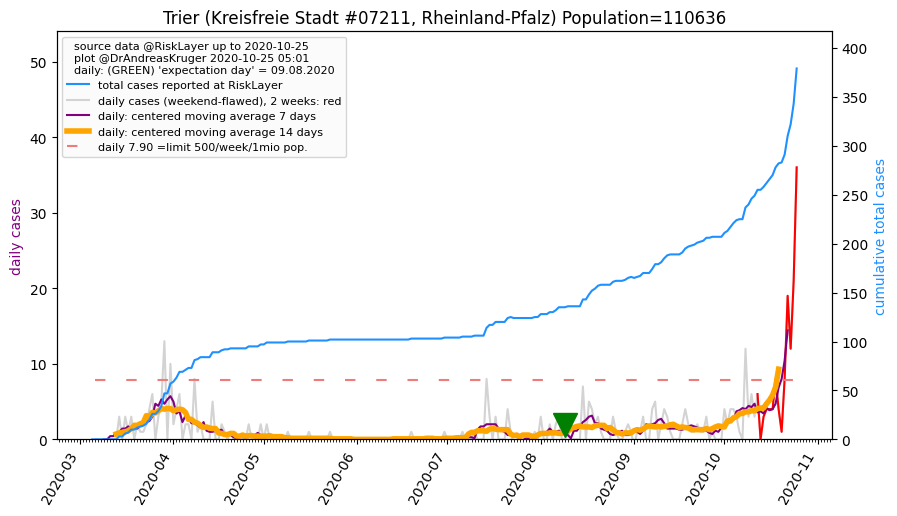 Trier (Kreisfreie Stadt #07211, Rheinland-Pfalz) Population=110636
source data @RiskLayer up to 2020-10-25
plot @DrAndreasKruger 2020-10-25 05:01
daily: (GREEN) 'expectation day' = 09.08.2020
total cases reported at RiskLayer
daily cases (weekend-flawed), 2 weeks: red
daily: centered moving average 7 days
daily: centered moving average 14 days
daily 7.90 =limit 500/week/1mio pop.
daily cases
50
40
30
20
10
0
cumulative total cases
400
350
300
250
200
150
100
50
0
2020-03
2020-04
2020-05
2020-06
2020-07
2020-08
2020-09
2020-10
2020-11